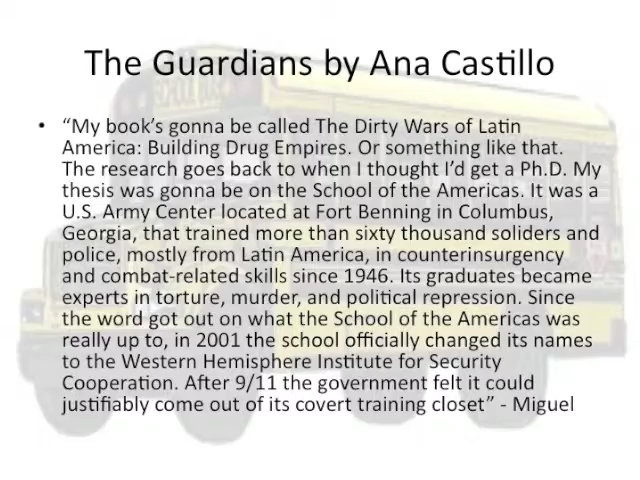 The Guardians by Ana Castillo
• “My book’s gonna be called The Dirty Wars of Latin
America: Building Drug Empires. Or something like that.
The research goes back to when I thought I’d get a Ph.D. My
thesis was gonna be on the School of the Americas. It was a
U.S. Army Center located at Fort Benning in Columbus,
Georgia, that trained more than sixty thousand soliders and
police, mostly from Latin America, in counterinsurgency
and combat-related skills since 1946. Its graduates became
experts in torture, murder, and political repression. Since
the word got out on what the School of the Americas was
really up to, in 2001 the school officially changed its names
to the Western Hemisphere Institute for Security
Cooperation. After 9/11 the government felt it could
justifiably come out of its covert training closet” - Miguel